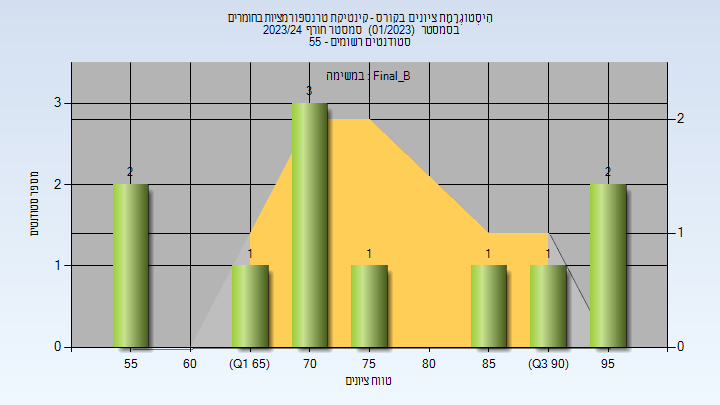 היסטוגרמת ציונים בקורס - קינטיקת טרנספורמציות בחומרים
בסמסטר (01/2023) סמסטר חורף 2023/24
סטודנטים רשומים - 55
במשימה : Final_B
3
2
1
0
2
1
0
2
1
3
1
1
1
2
מספר סטודנטים
55
60
(Q1 65)
70
75
80
85
(Q3 90)
95
טווח ציונים